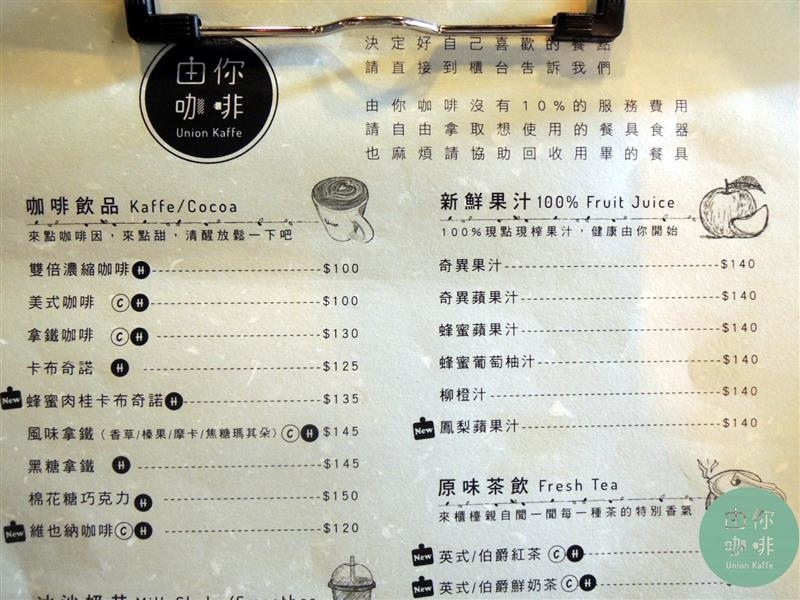 由你
咖啡
Union Kaffe
決定好自己喜歡的餐點
請直接到櫃台告訴我們
由你咖啡沒有10%的服務費用
請自由拿取想使用的餐具食器
也麻煩請協助回收用畢的餐具
咖啡飲品 Kaffe/Cocoa
來點咖啡因，來點甜，清醒放鬆一下吧
雙倍濃縮咖啡 H $100
美式咖啡 C H $100
拿鐵咖啡 C H $130
卡布奇諾 H $125
New 蜂蜜肉桂卡布奇諾 H $135
風味拿鐵（香草/榛果/摩卡/焦糖瑪其朵）C H $145
黑糖拿鐵 H $145
棉花糖巧克力 H $150
New 維也納咖啡 C H $120
冰沙奶昔
新鮮果汁 100% Fruit Juice
100%現點現榨果汁，健康由你開始
奇異果汁 $140
奇異蘋果汁 $140
蜂蜜蘋果汁 $140
蜂蜜葡萄柚汁 $140
柳橙汁 $140
New 鳳梨蘋果汁 $140
原味茶飲 Fresh Tea
來櫃檯親自聞一聞每一種茶的特別香氣
New 英式/伯爵紅茶 C H
New 英式/伯爵鮮奶茶 C H
由你
咖啡
Union Kaffe